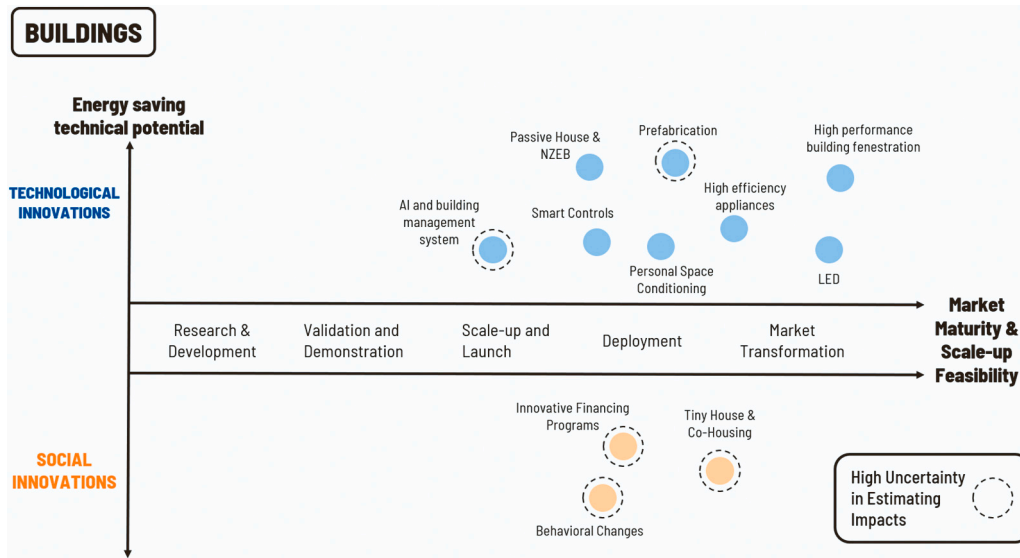 BUILDINGS
Energy saving
technical potential
TECHNOLOGICAL
INNOVATIONS
Passive House &
NZEB
Prefabrication
High performance
building fenestration
AI and building
management
system
Smart Controls
High efficiency
appliances
Personal Space
Conditioning
LED
Research &
Development
Validation and
Demonstration
Scale-up and
Launch
Deployment
Market
Transformation
Market
Maturity &
Scale-up
Feasibility
SOCIAL
INNOVATIONS
Innovative Financing
Programs
Tiny House &
Co-Housing
Behavioral Changes
High Uncertainty
in Estimating
Impacts